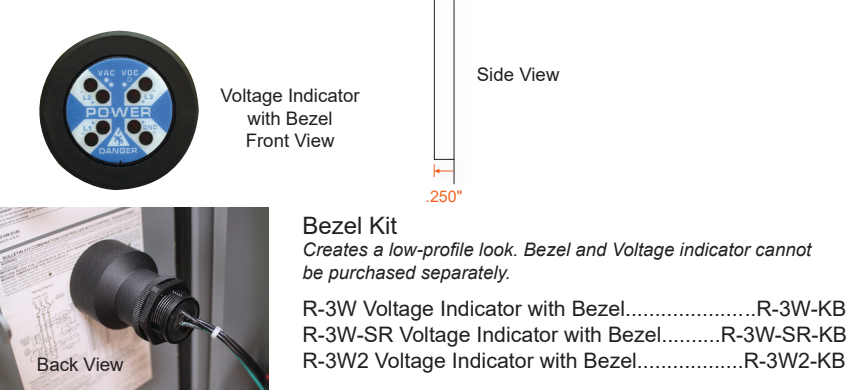 VAC VDC
L2
L3
POWER
L1
GND
DANGER
Voltage Indicator
with Bezel
Front View
Side View
.250"
Back View
Bezel Kit
Creates a low-profile look. Bezel and Voltage indicator cannot
be purchased separately.
R-3W Voltage Indicator with Bezel......................R-3W-KB
R-3W-SR Voltage Indicator with Bezel..........R-3W-SR-KB
R-3W2 Voltage Indicator with Bezel..................R-3W2-KB